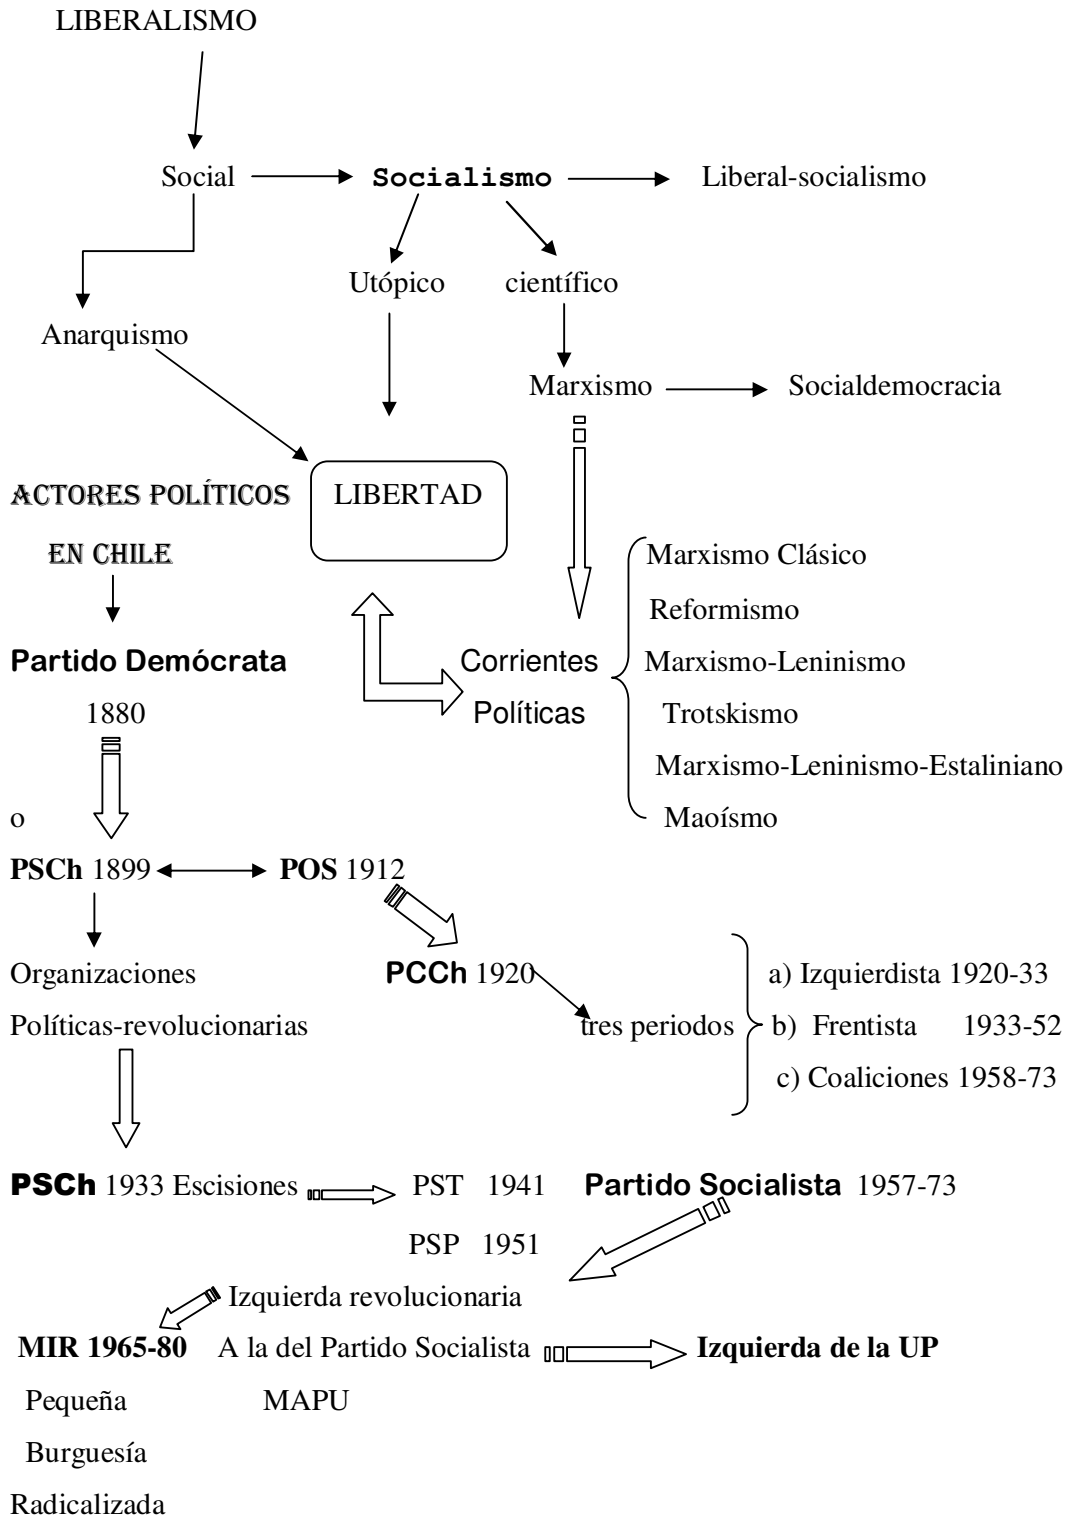 LIBERALISMO
Social Socialismo Liberal-socialismo
Utópico científico
Anarquismo
Marxismo Socialdemocracia
ACTORES POLÍTICOS LIBERTAD
EN CHILE Marxismo Clásico
Reformismo
Partido Demócrata Corrientes Marxismo-Leninismo
1880 Políticas Trotskismo
Marxismo-Leninismo-Estaliniano
o Maoísmo
PSCh 1899 POS 1912
Organizaciones PCCh 1920 a) Izquierdista 1920-33
Políticas-revolucionarias tres periodos b) Frentista 1933-52
c) Coaliciones 1958-73
PSCh 1933 Escisiones PST 1941 Partido Socialista 1957-73
PSP 1951
Izquierda revolucionaria
MIR 1965-80 A la del Partido Socialista Izquierda de la UP
Pequeña MAPU
Burguesía
Radicalizada